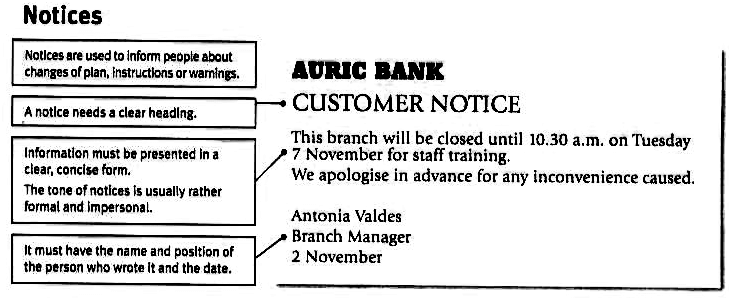 Notices
Notices are used to inform people about
changes of plan, instructions or warnings.
A notice needs a clear heading.
Information must be presented in a
clear, concise form.
The tone of notices is usually rather
formal and impersonal.
It must have the name and position of
the person who wrote it and the date.
AURIC BANK
CUSTOMER NOTICE
This branch will be closed until 10.30 a.m. on Tuesday
7 November for staff training.
We apologise in advance for any inconvenience caused.
Antonia Valdes
Branch Manager
2 November